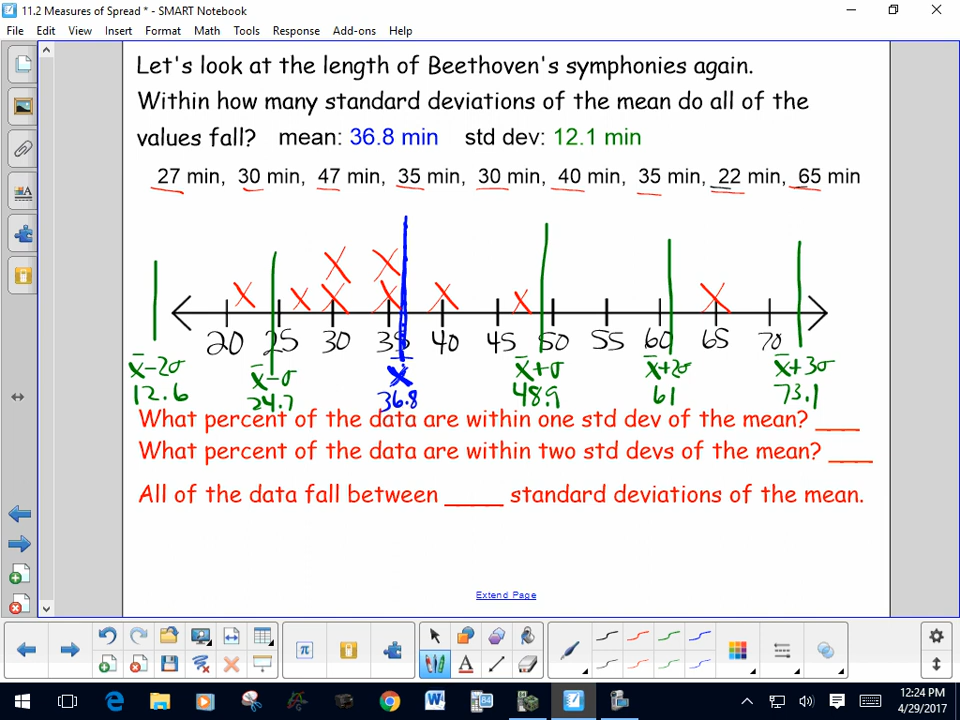 11.2 Measures of Spread * - SMART Notebook
File Edit View Insert Format Math Tools Response Add-ons Help
Let's look at the length of Beethoven's symphonies again.
Within how many standard deviations of the mean do all of the
values fall? mean: 36.8 min std dev: 12.1 min
27 min, 30 min, 47 min, 35 min, 30 min, 40 min, 35 min, 22 min, 65 min
X X X
X X X X X X X
20 25 30 35 40 45 50 55 60 65 70
x̄-2σ x̄-σ x̄ x̄+σ x̄+2σ x̄+3σ
12.6 24.7 36.8 48.9 61 73.1
What percent of the data are within one std dev of the mean? ___
What percent of the data are within two std devs of the mean? ___
All of the data fall between ____ standard deviations of the mean.
Extend Page
π
A
12:24 PM
4/29/2017